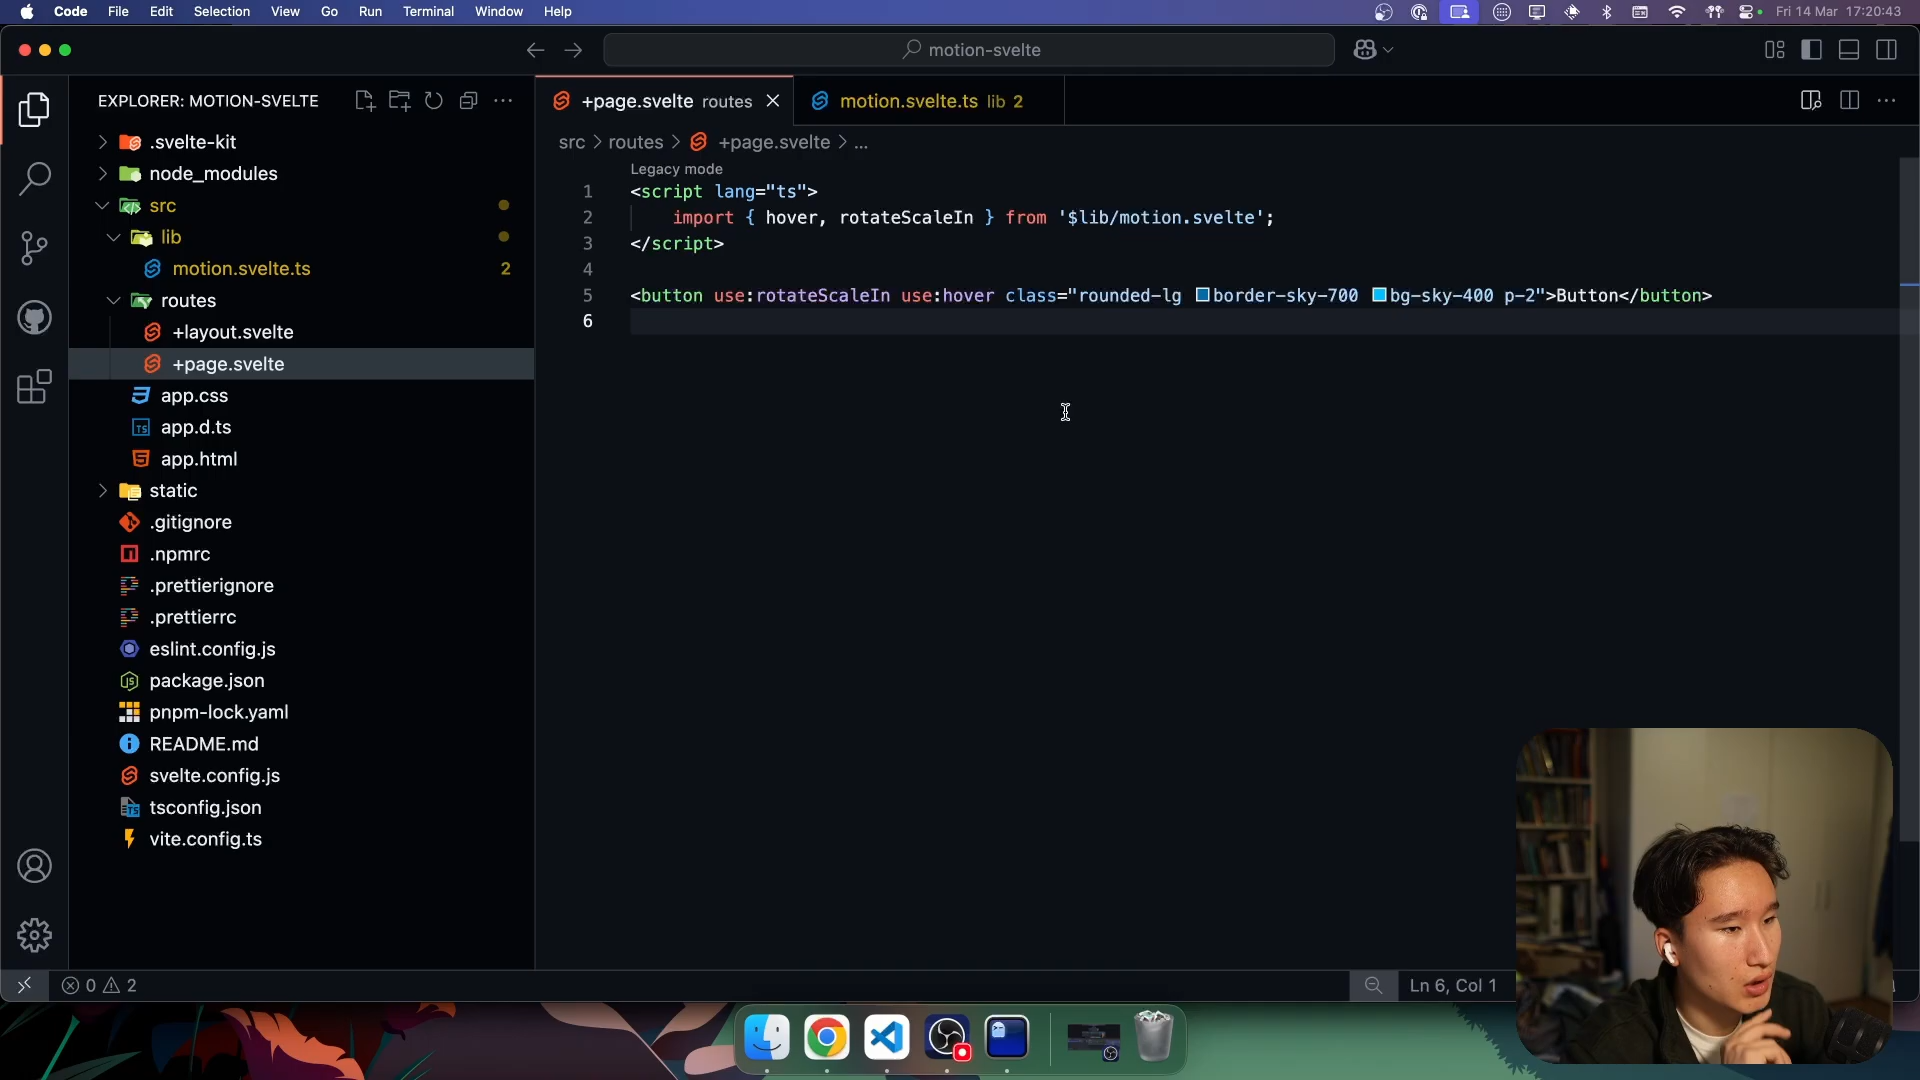 Code File Edit Selection View Go Run Terminal Window Help Fri 14 Mar 17:20:43
motion-svelte
EXPLORER: MOTION-SVELTE
.svelte-kit
node_modules
src
lib
motion.svelte.ts 2
routes
+layout.svelte
+page.svelte
app.css
app.d.ts
app.html
static
.gitignore
.npmrc
.prettierignore
.prettierrc
eslint.config.js
package.json
pnpm-lock.yaml
README.md
svelte.config.js
tsconfig.json
vite.config.ts
+page.svelte routes
motion.svelte.ts lib 2
src > routes > +page.svelte > ...
Legacy mode
1 <script lang="ts">
2 import { hover, rotateScaleIn } from '$lib/motion.svelte';
3 </script>
4
5 <button use:rotateScaleIn use:hover class="rounded-lg border-sky-700 bg-sky-400 p-2">Button</button>
6
0 2
Ln 6, Col 1